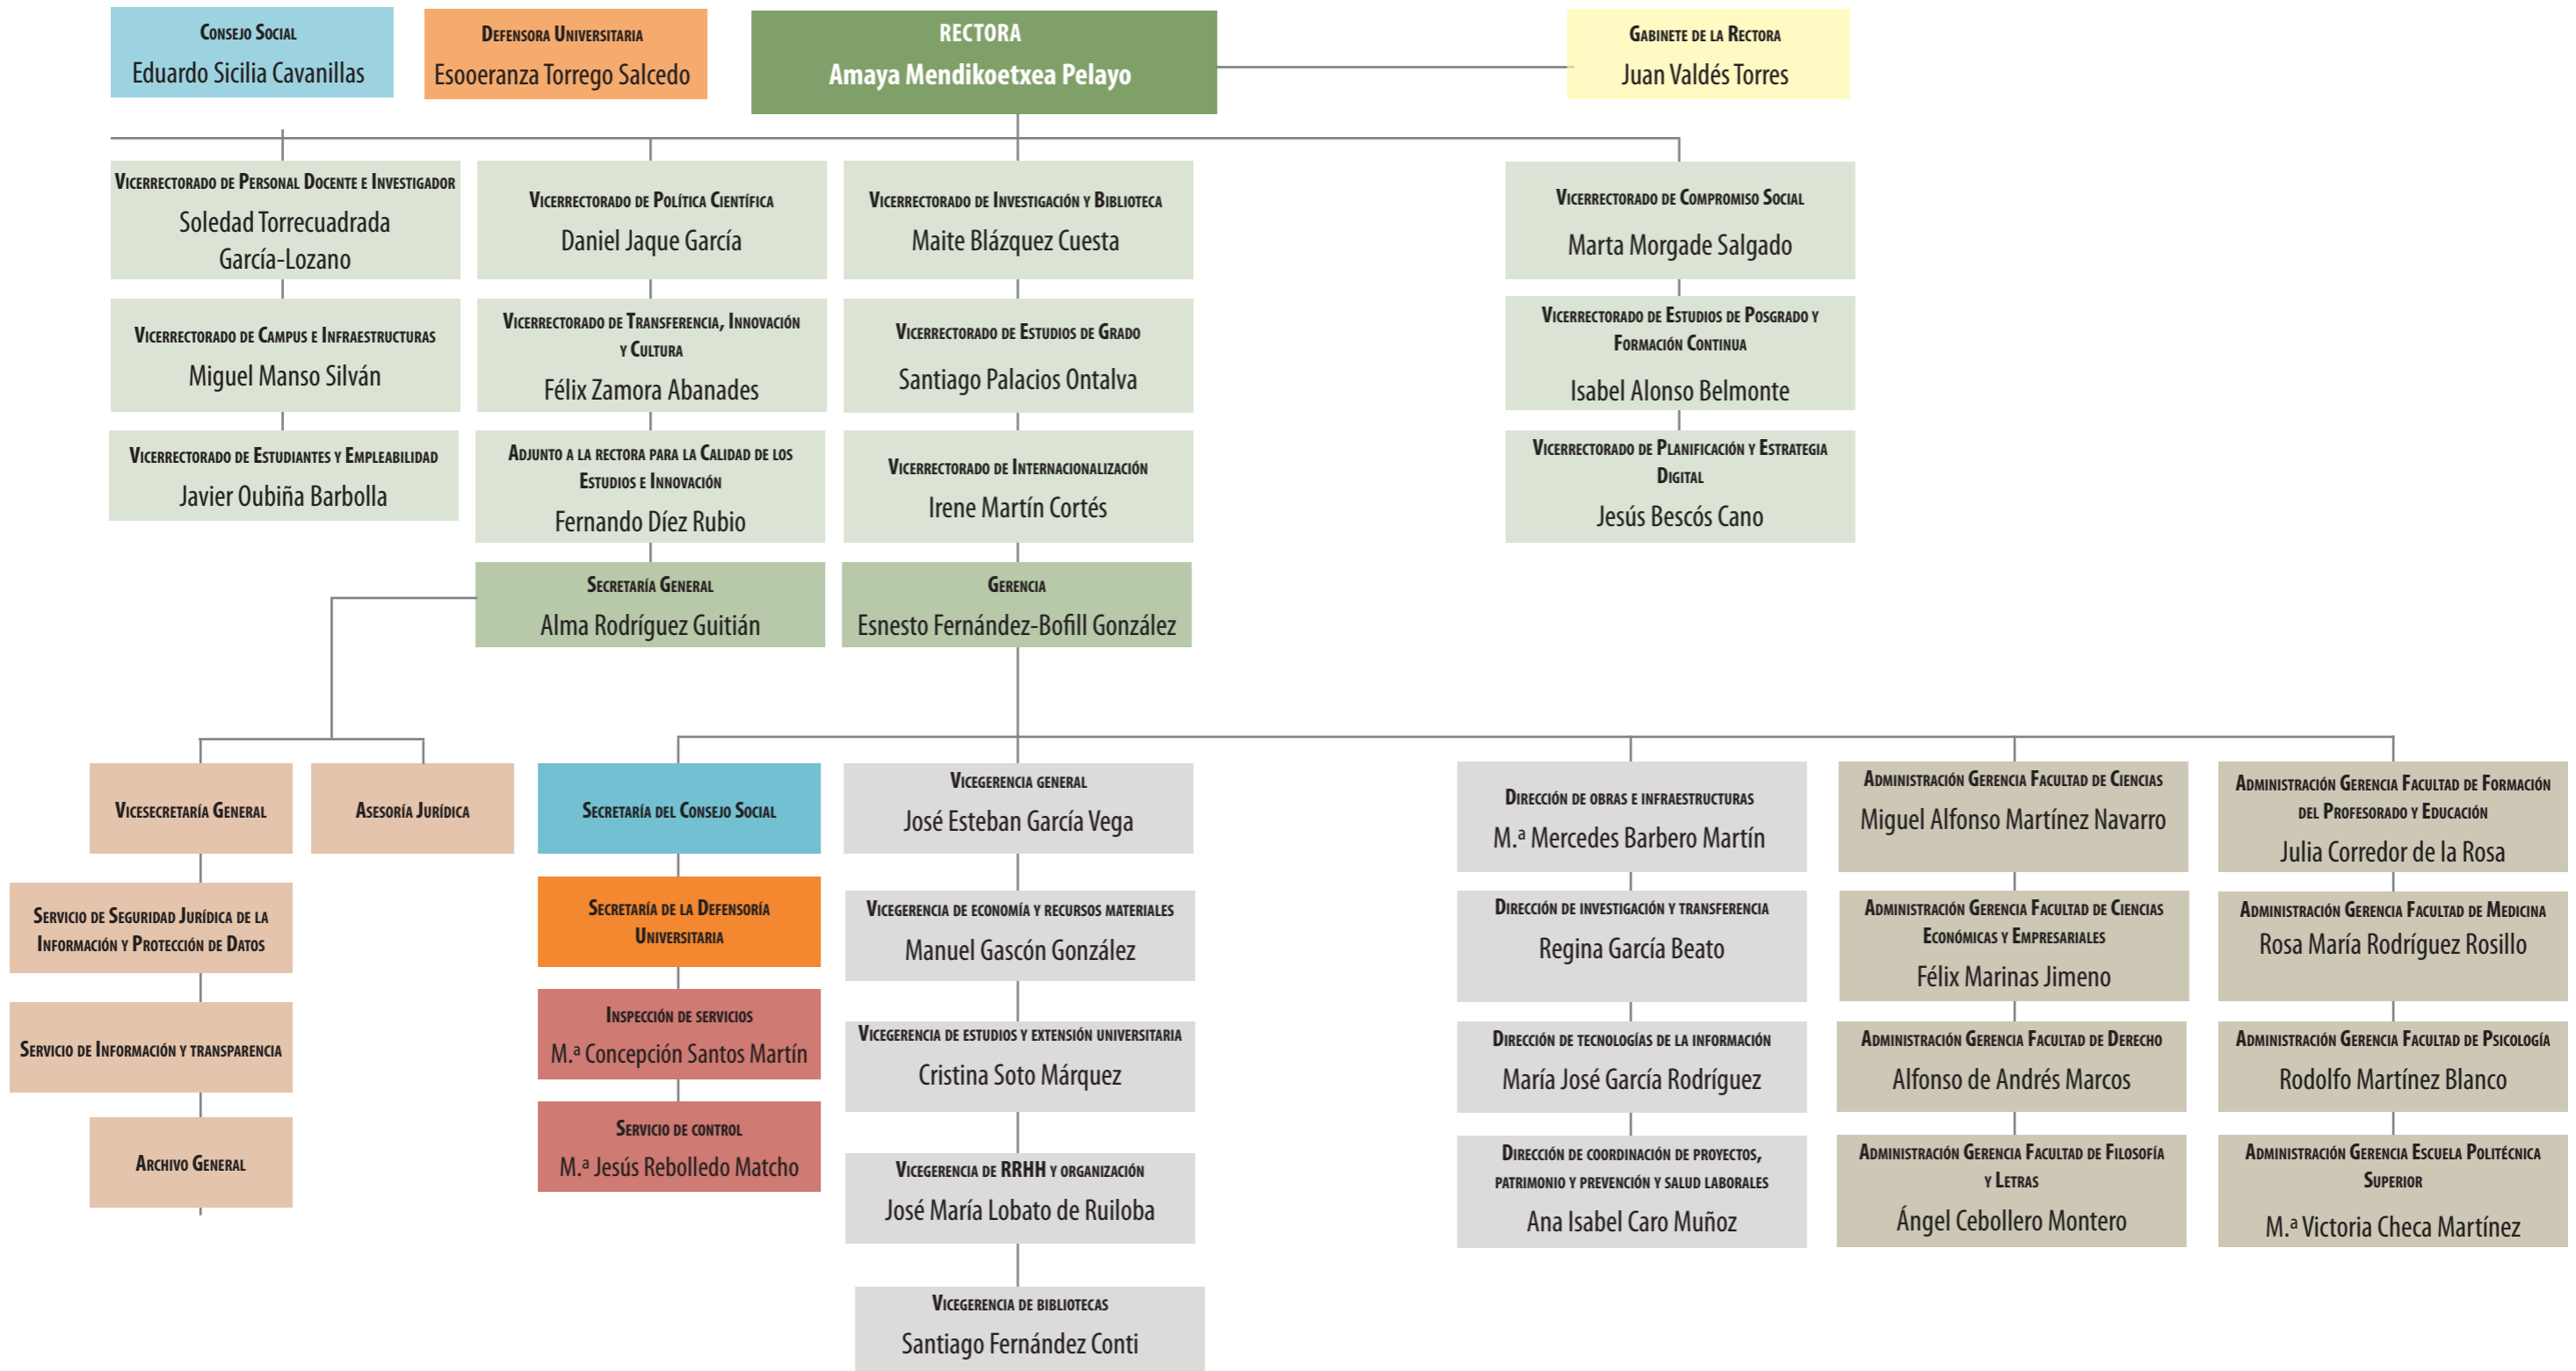 Consejo Social
Eduardo Sicilia Cavanillas
Defensora Universitaria
Esooeranza Torrego Salcedo
RECTORA
Amaya Mendikoetxea Pelayo
Gabinete de la Rectora
Juan Valdés Torres
Vicerrectorado de Personal Docente e Investigador
Soledad Torrecuadrada
García-Lozano
Vicerrectorado de Política Científica
Daniel Jaque García
Vicerrectorado de Investigación y Biblioteca
Maite Blázquez Cuesta
Vicerrectorado de Compromiso Social
Marta Morgade Salgado
Vicerrectorado de Campus e Infraestructuras
Miguel Manso Silván
Vicerrectorado de Transferencia, Innovación
y Cultura
Félix Zamora Abanades
Vicerrectorado de Estudios de Grado
Santiago Palacios Ontalva
Vicerrectorado de Estudios de Posgrado y
Formación Continua
Isabel Alonso Belmonte
Vicerrectorado de Estudiantes y Empleabilidad
Javier Oubiña Barbolla
Adjunto a la rectora para la Calidad de los
Estudios e Innovación
Fernando Díez Rubio
Vicerrectorado de Internacionalización
Irene Martín Cortés
Vicerrectorado de Planificación y Estrategia
Digital
Jesús Bescós Cano
Secretaría General
Alma Rodríguez Guitián
Gerencia
Esnesto Fernández-Bofill González
Vicesecretaría General
Asesoría Jurídica
Secretaría del Consejo Social
Vicegerencia general
José Esteban García Vega
Dirección de obras e infraestructuras
M.ª Mercedes Barbero Martín
Administración Gerencia Facultad de Ciencias
Miguel Alfonso Martínez Navarro
Administración Gerencia Facultad de Formación
del Profesorado y Educación
Julia Corredor de la Rosa
Servicio de Seguridad Jurídica de la
Información y Protección de Datos
Secretaría de la Defensoría
Universitaria
Vicegerencia de economía y recursos materiales
Manuel Gascón González
Dirección de investigación y transferencia
Regina García Beato
Administración Gerencia Facultad de Ciencias
Económicas y Empresariales
Félix Marinas Jimeno
Administración Gerencia Facultad de Medicina
Rosa María Rodríguez Rosillo
Servicio de Información y transparencia
Inspección de servicios
M.ª Concepción Santos Martín
Vicegerencia de estudios y extensión universitaria
Cristina Soto Márquez
Dirección de tecnologías de la información
María José García Rodríguez
Administración Gerencia Facultad de Derecho
Alfonso de Andrés Marcos
Administración Gerencia Facultad de Psicología
Rodolfo Martínez Blanco
Archivo General
Servicio de control
M.ª Jesús Rebolledo Matcho
Vicegerencia de RRHH y organización
José María Lobato de Ruiloba
Dirección de coordinación de proyectos,
patrimonio y prevención y salud laborales
Ana Isabel Caro Muñoz
Administración Gerencia Facultad de Filosofía
y Letras
Ángel Cebollero Montero
Administración Gerencia Escuela Politécnica
Superior
M.ª Victoria Checa Martínez
Vicegerencia de bibliotecas
Santiago Fernández Conti